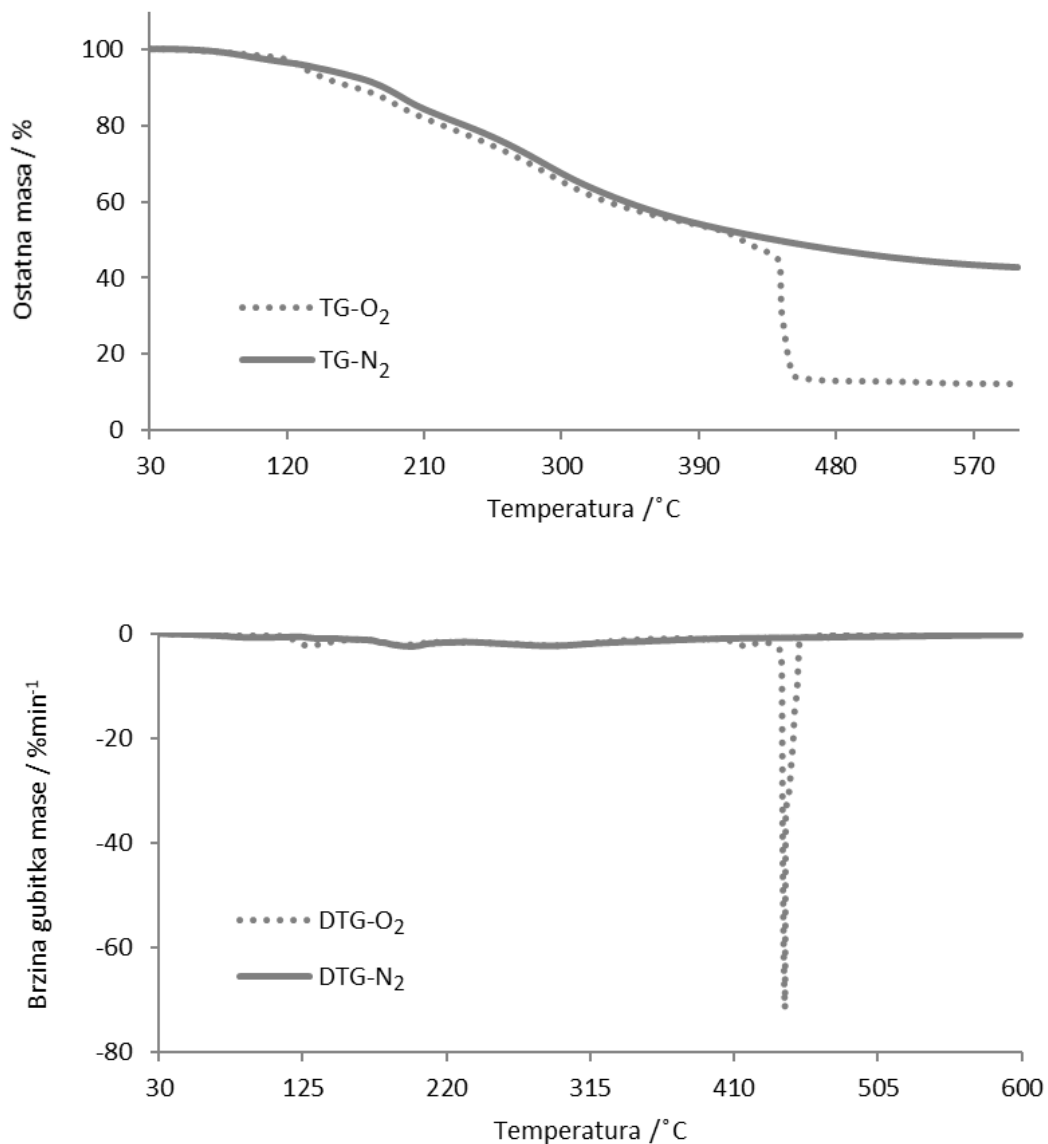 100
80
60
40
20
0
Ostatna masa / %
TG-O₂
TG-N₂
30 120 210 300 390 480 570
Temperatura /˚C
0
-20
-40
-60
-80
Brzina gubitka mase / %min⁻¹
DTG-O₂
DTG-N₂
30 125 220 315 410 505 600
Temperatura /˚C